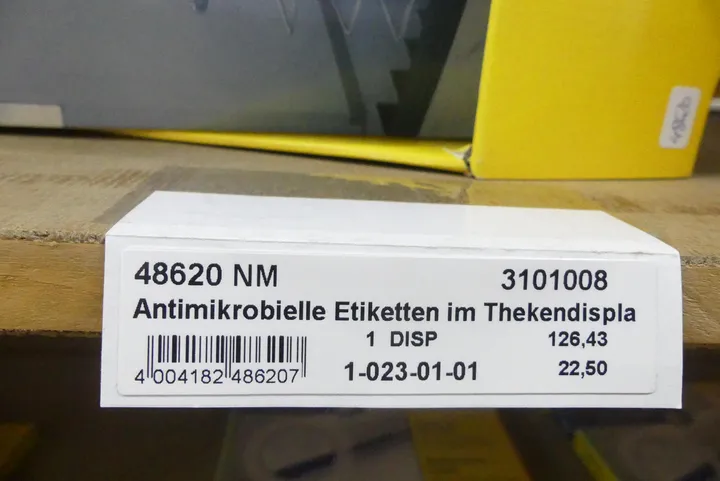 48620
48620 NM 3101008
Antimikrobielle Etiketten im Thekendispla
1 DISP 126,43
4 004182 486207 1-023-01-01 22,50